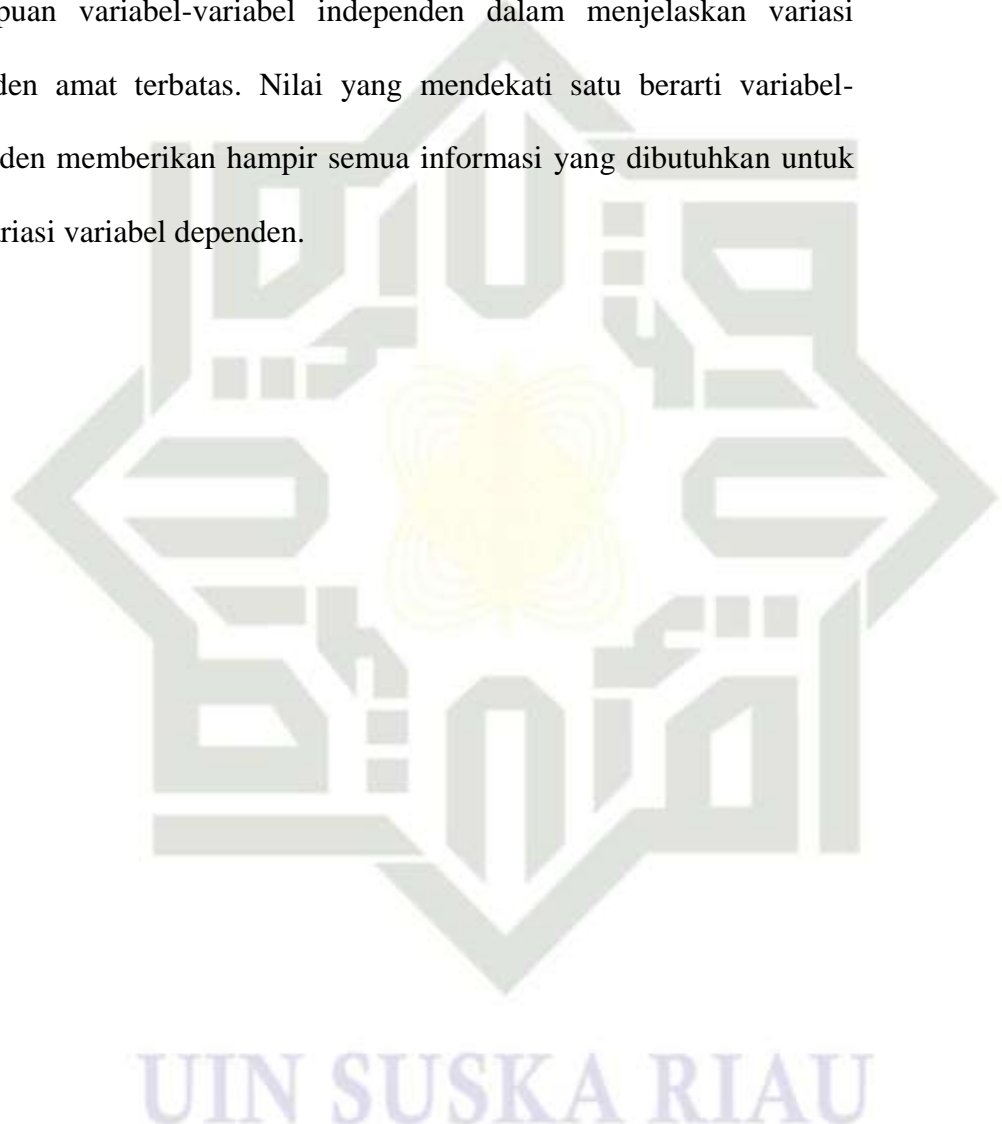 puan variabel-variabel independen dalam menjelaskan variasi
den amat terbatas. Nilai yang mendekati satu berarti variabel-
den memberikan hampir semua informasi yang dibutuhkan untuk
ariasi variabel dependen.
UIN SUSKA RIAU